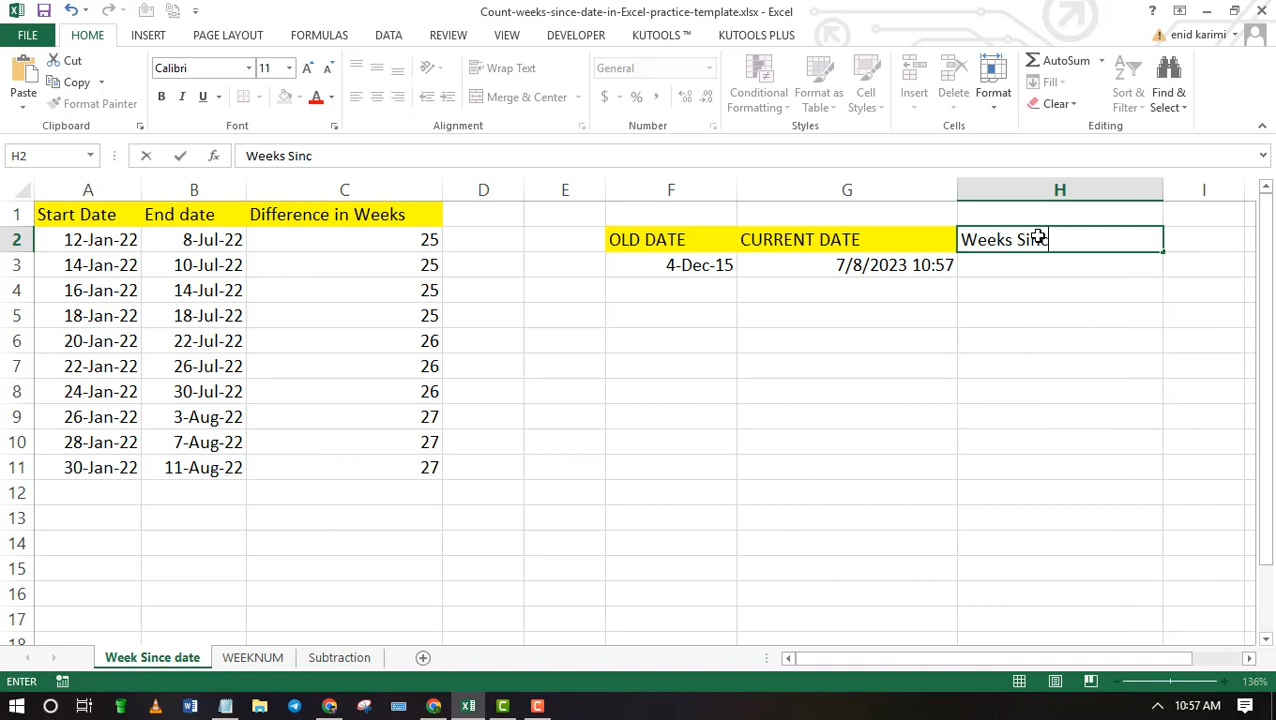 Count-weeks-since-date-in-Excel-practice-template.xlsx - Excel
FILE HOME INSERT PAGE LAYOUT FORMULAS DATA REVIEW VIEW DEVELOPER KUTOOLS ™ KUTOOLS PLUS enid karimi
Cut
Copy
Format Painter
Paste
Clipboard
Calibri 11
B I U A
Font
Wrap Text
Merge & Center
Alignment
General
$ % ,
Number
Conditional Formatting
Format as Table
Cell Styles
Styles
Insert Delete Format
Cells
AutoSum
Fill
Clear
Sort & Filter
Find & Select
Editing
H2 fx Weeks Sinc
A B C D E F G H I
1 Start Date End date Difference in Weeks
2 12-Jan-22 8-Jul-22 25 OLD DATE CURRENT DATE Weeks Sinc
3 14-Jan-22 10-Jul-22 25 4-Dec-15 7/8/2023 10:57
4 16-Jan-22 14-Jul-22 25
5 18-Jan-22 18-Jul-22 25
6 20-Jan-22 22-Jul-22 26
7 22-Jan-22 26-Jul-22 26
8 24-Jan-22 30-Jul-22 26
9 26-Jan-22 3-Aug-22 27
10 28-Jan-22 7-Aug-22 27
11 30-Jan-22 11-Aug-22 27
12
13
14
15
16
17
18
Week Since date WEEKNUM Subtraction
ENTER 136%
10:57 AM